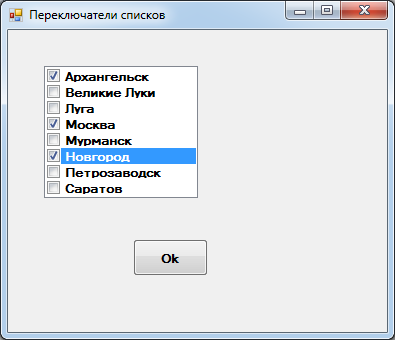 Переключатели списков
Архангельск
Великие Луки
Луга
Москва
Мурманск
Новгород
Петрозаводск
Саратов
Ok